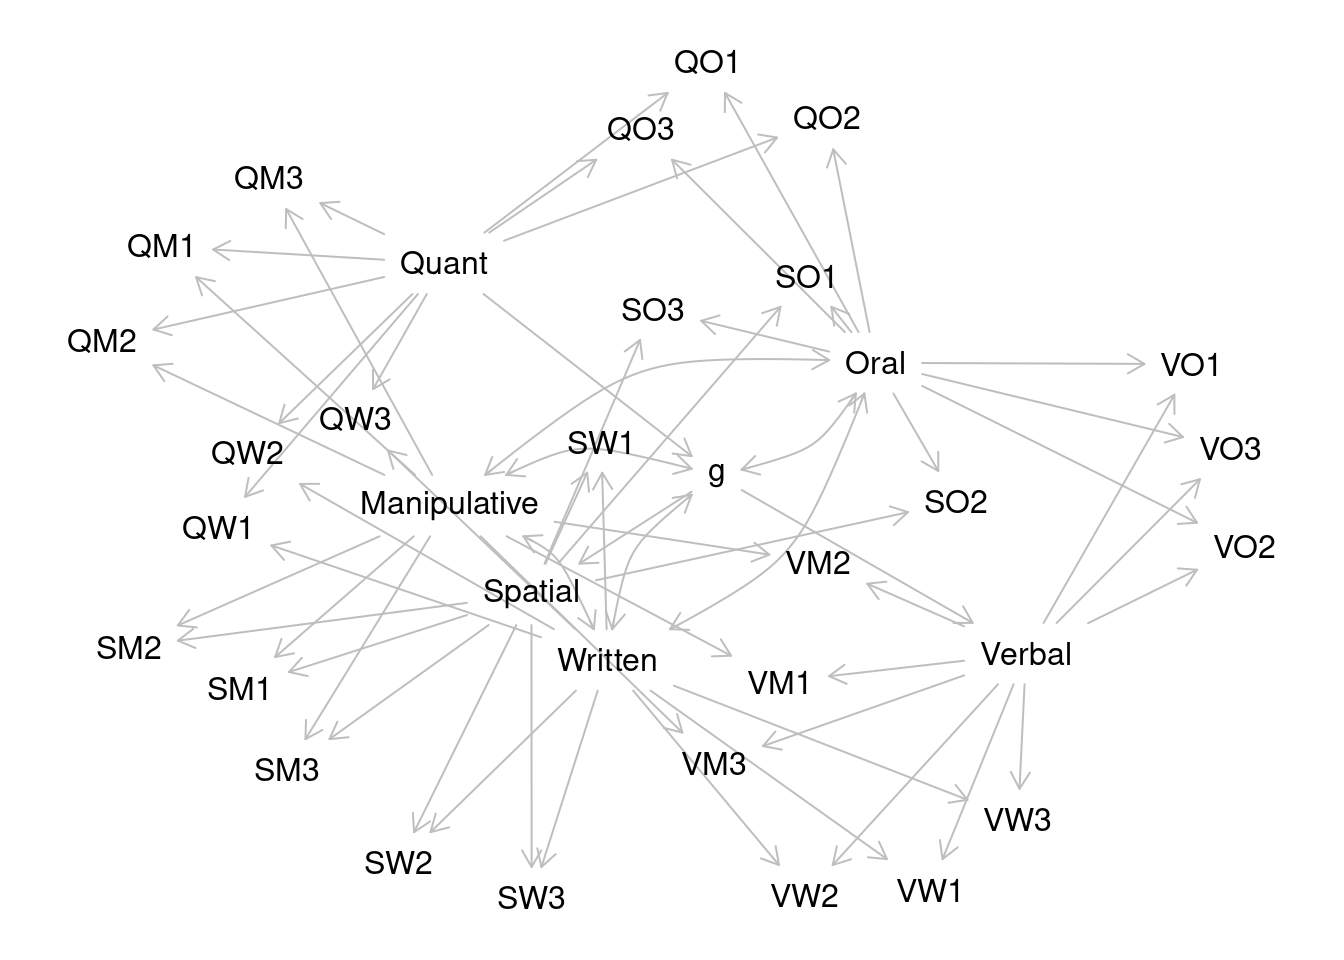 QO1
QO2
QO3
QM3
QM1
Quant
SO1
SO3
QM2
Oral
VO1
QW3
SW1
VO3
QW2
g
Manipulative
SO2
QW1
VO2
VM2
Spatial
SM2
Written
Verbal
SM1
VM1
SM3
VM3
VW3
SW2
SW3
VW2
VW1